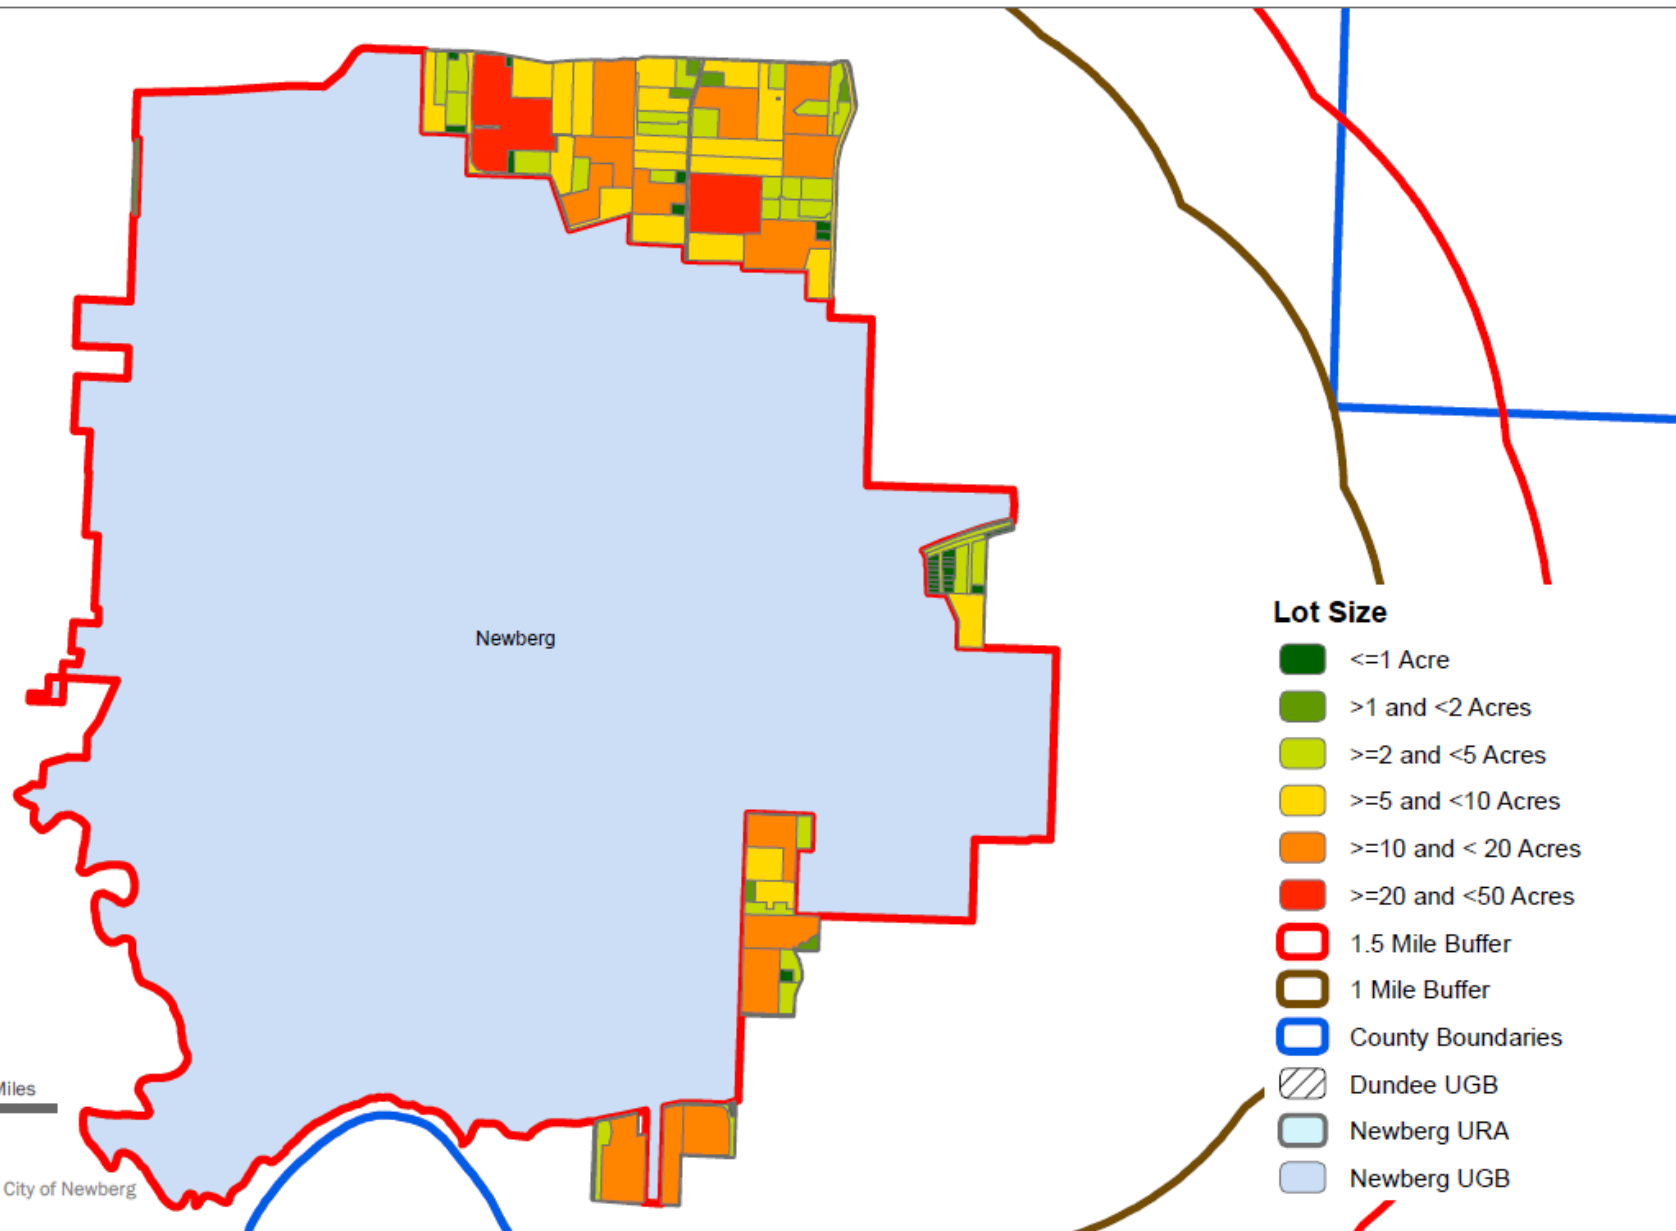 Newberg
Lot Size
<=1 Acre
>1 and <2 Acres
>=2 and <5 Acres
>=5 and <10 Acres
>=10 and < 20 Acres
>=20 and <50 Acres
1.5 Mile Buffer
1 Mile Buffer
County Boundaries
Dundee UGB
Newberg URA
Newberg UGB
Miles
City of Newberg